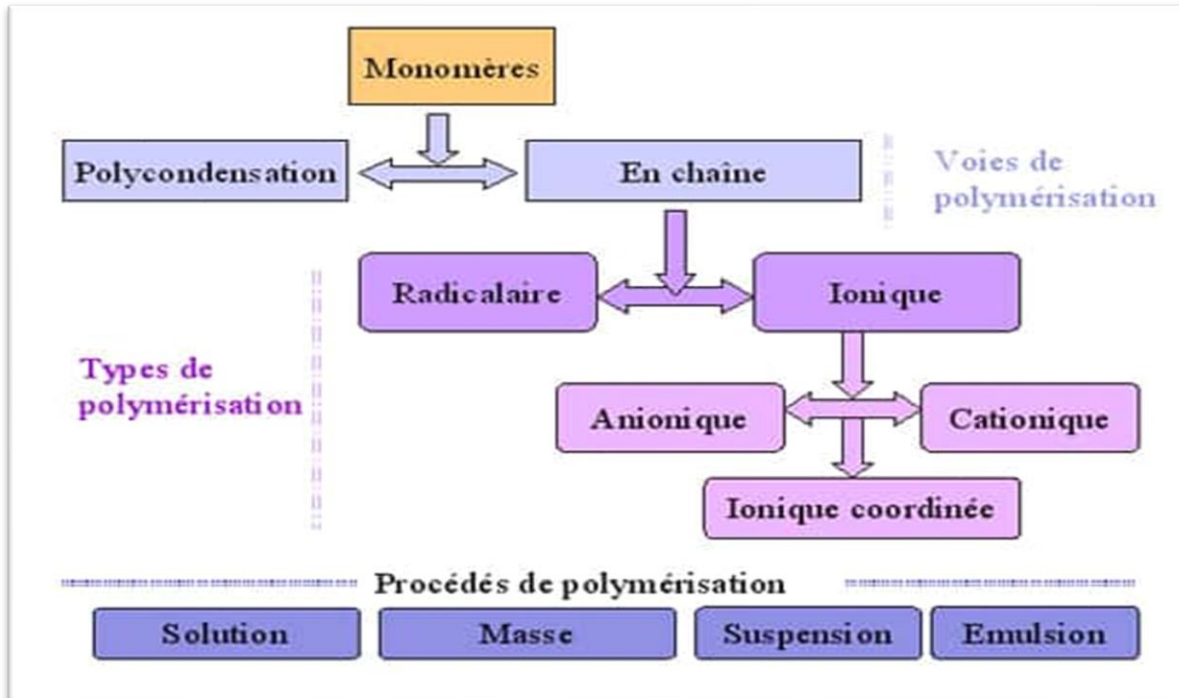 Monomères
Polycondensation
En chaîne
Voies de
polymérisation
Radicalaire
Ionique
Types de
polymérisation
Anionique
Cationique
Ionique coordinée
Procédés de polymérisation
Solution
Masse
Suspension
Emulsion